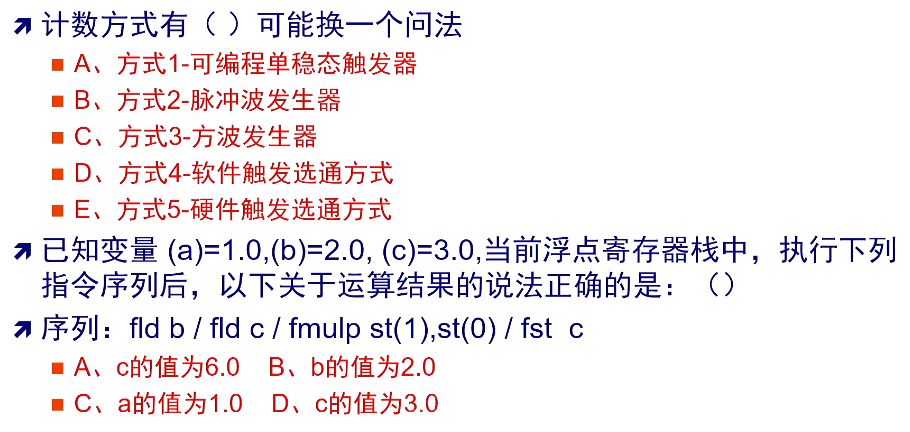 计数方式有（ ）可能换一个问法
A、方式1-可编程单稳态触发器
B、方式2-脉冲波发生器
C、方式3-方波发生器
D、方式4-软件触发选通方式
E、方式5-硬件触发选通方式
已知变量 (a)=1.0,(b)=2.0, (c)=3.0,当前浮点寄存器栈中，执行下列
指令序列后，以下关于运算结果的说法正确的是：（）
序列：fld b / fld c / fmulp st(1),st(0) / fst c
A、c的值为6.0 B、b的值为2.0
C、a的值为1.0 D、c的值为3.0